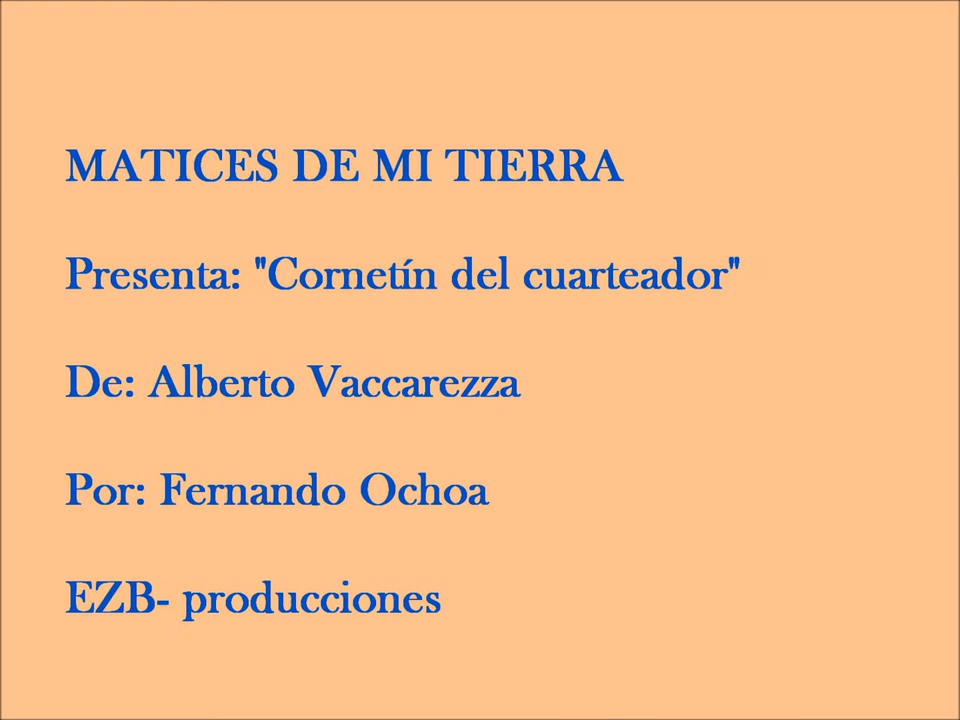 MATICES DE MI TIERRA
Presenta: "Cornetín del cuarteador"
De: Alberto Vaccarezza
Por: Fernando Ochoa
EZB- producciones